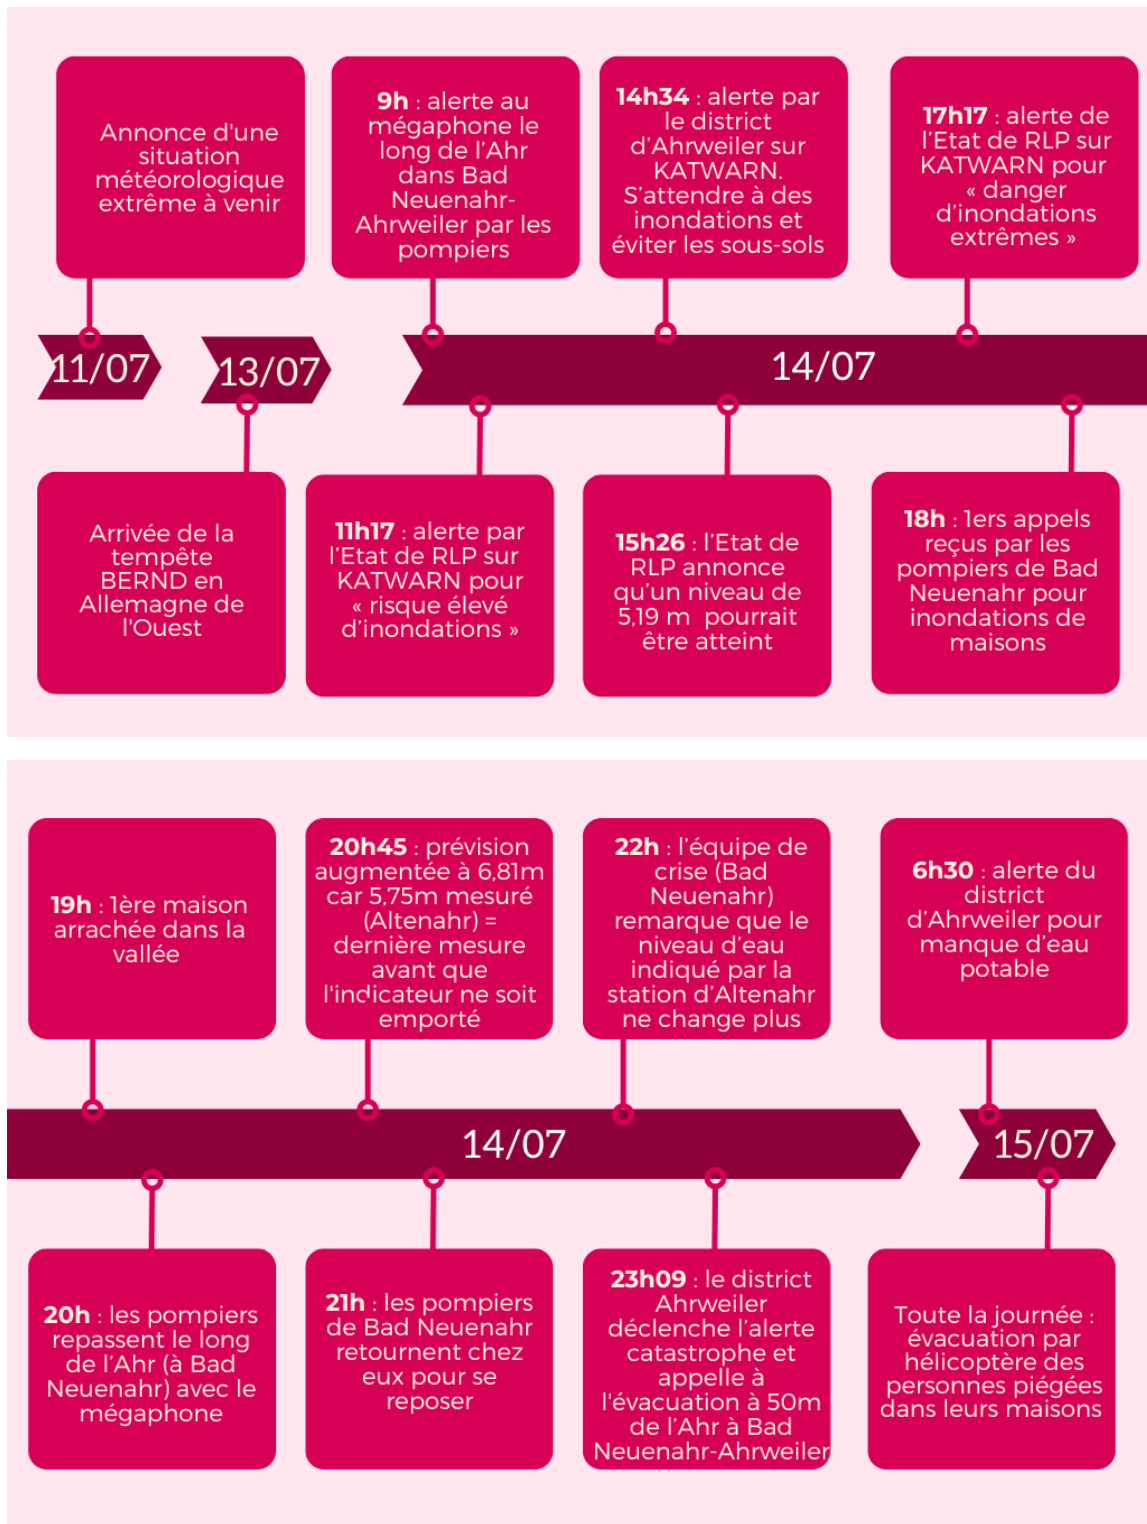 Annonce d'une
situation
météorologique
extrême à venir
9h : alerte au
mégaphone le
long de l’Ahr
dans Bad
Neuenahr-
Ahrweiler par les
pompiers
14h34 : alerte par
le district
d’Ahrweiler sur
KATWARN.
S’attendre à des
inondations et
éviter les sous-sols
17h17 : alerte de
l’Etat de RLP sur
KATWARN pour
« danger
d’inondations
extrêmes »
11/07
13/07
14/07
Arrivée de la
tempête
BERND en
Allemagne de
l'Ouest
11h17 : alerte par
l’Etat de RLP sur
KATWARN pour
« risque élevé
d’inondations »
15h26 : l’Etat de
RLP annonce
qu’un niveau de
5,19 m pourrait
être atteint
18h : 1ers appels
reçus par les
pompiers de Bad
Neuenahr pour
inondations de
maisons
19h : 1ère maison
arrachée dans la
vallée
20h45 : prévision
augmentée à 6,81m
car 5,75m mesuré
(Altenahr) =
dernière mesure
avant que
l'indicateur ne soit
emporté
22h : l’équipe de
crise (Bad
Neuenahr)
remarque que le
niveau d’eau
indiqué par la
station d’Altenahr
ne change plus
6h30 : alerte du
district
d’Ahrweiler pour
manque d’eau
potable
14/07
15/07
20h : les pompiers
repassent le long
de l’Ahr (à Bad
Neuenahr) avec le
mégaphone
21h : les pompiers
de Bad Neuenahr
retournent chez
eux pour se
reposer
23h09 : le district
Ahrweiler
déclenche l’alerte
catastrophe et
appelle à
l'évacuation à 50m
de l’Ahr à Bad
Neuenahr-Ahrweiler
Toute la journée :
évacuation par
hélicoptère des
personnes piégées
dans leurs maisons